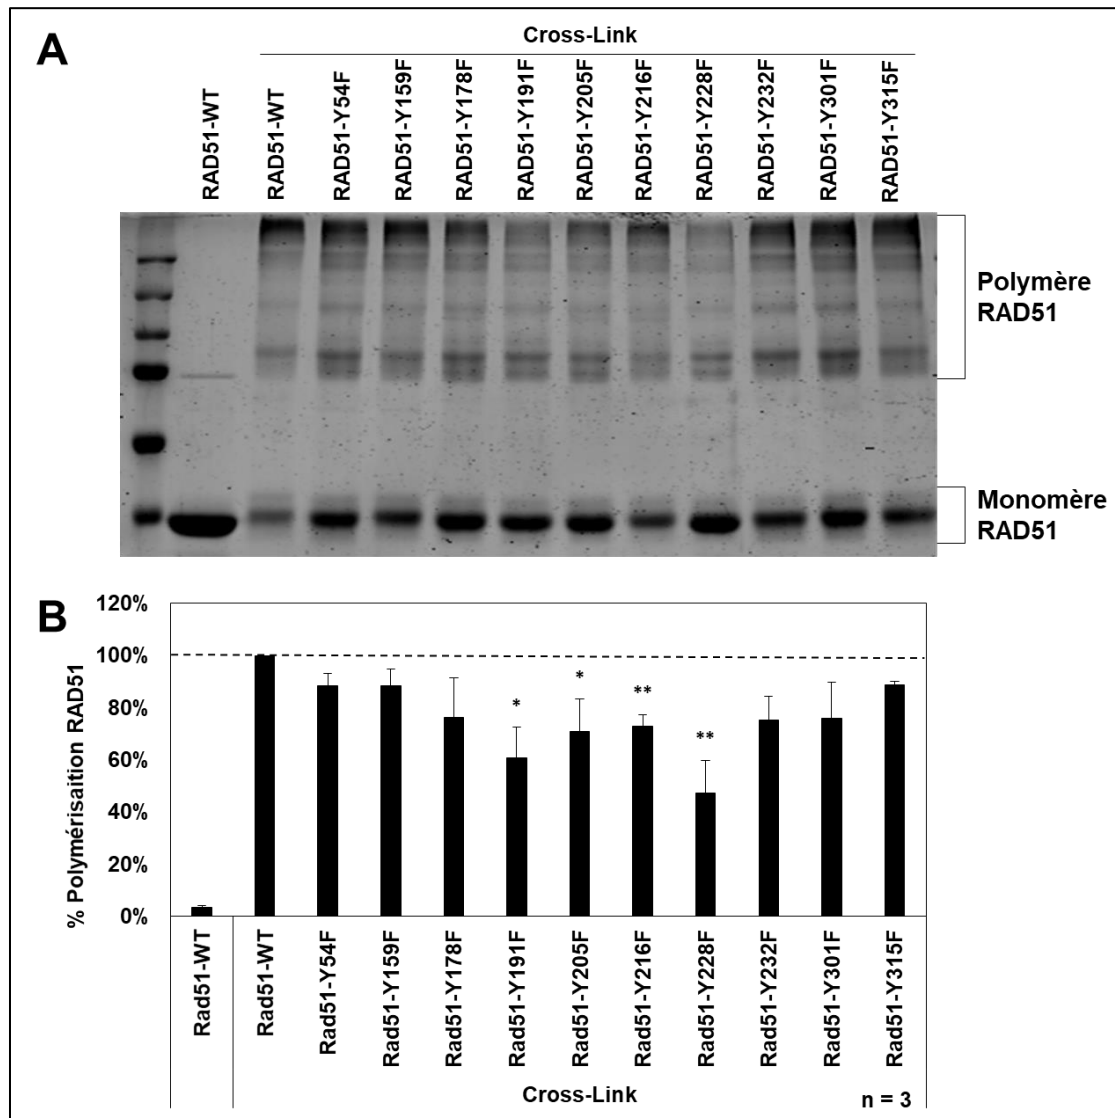 A
Cross-Link
RAD51-WT
RAD51-WT
RAD51-Y54F
RAD51-Y159F
RAD51-Y178F
RAD51-Y191F
RAD51-Y205F
RAD51-Y216F
RAD51-Y228F
RAD51-Y232F
RAD51-Y301F
RAD51-Y315F
Polymère
RAD51
Monomère
RAD51
B
% Polymérisaition RAD51
120%
100%
80%
60%
40%
20%
0%
*
*
**
**
Rad51-WT
Rad51-WT
Rad51-Y54F
Rad51-Y159F
Rad51-Y178F
Rad51-Y191F
Rad51-Y205F
Rad51-Y216F
Rad51-Y228F
Rad51-Y232F
Rad51-Y301F
Rad51-Y315F
Cross-Link
n = 3